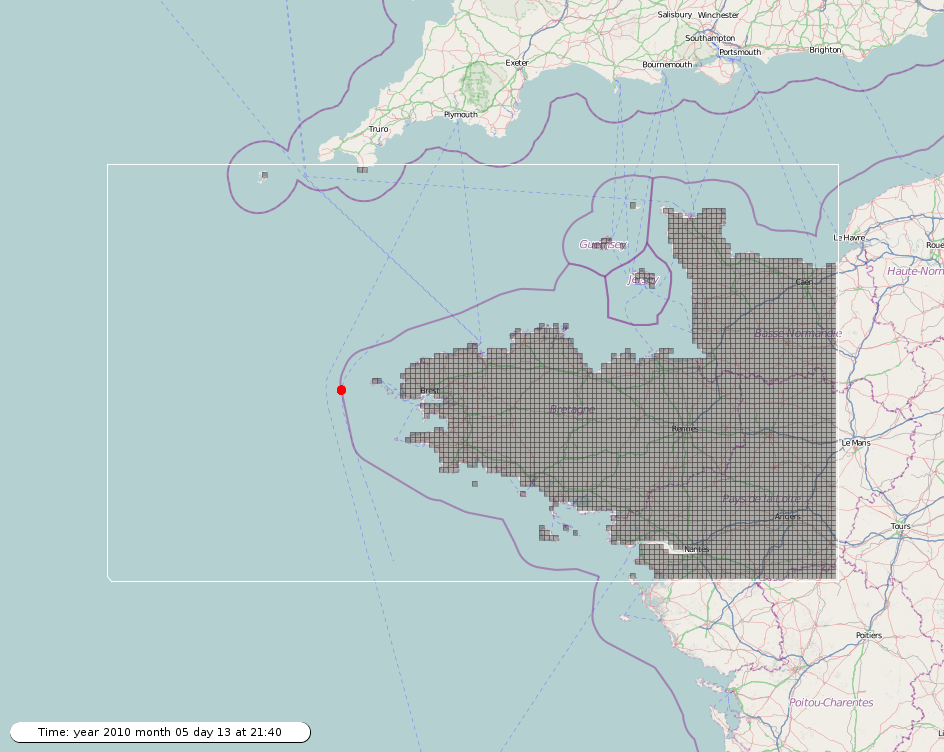 Salisbury
Winchester
Southampton
Portsmouth
Brighton
Bournemouth
Exeter
Plymouth
Truro
Le Havre
Guernsey
Jersey
Caen
Haute-Norm
Basse-Normandie
Brest
Bretagne
Rennes
Le Mans
Pays de la Loire
Angers
Tours
Nantes
Poitiers
Poitou-Charentes
Time: year 2010 month 05 day 13 at 21:40